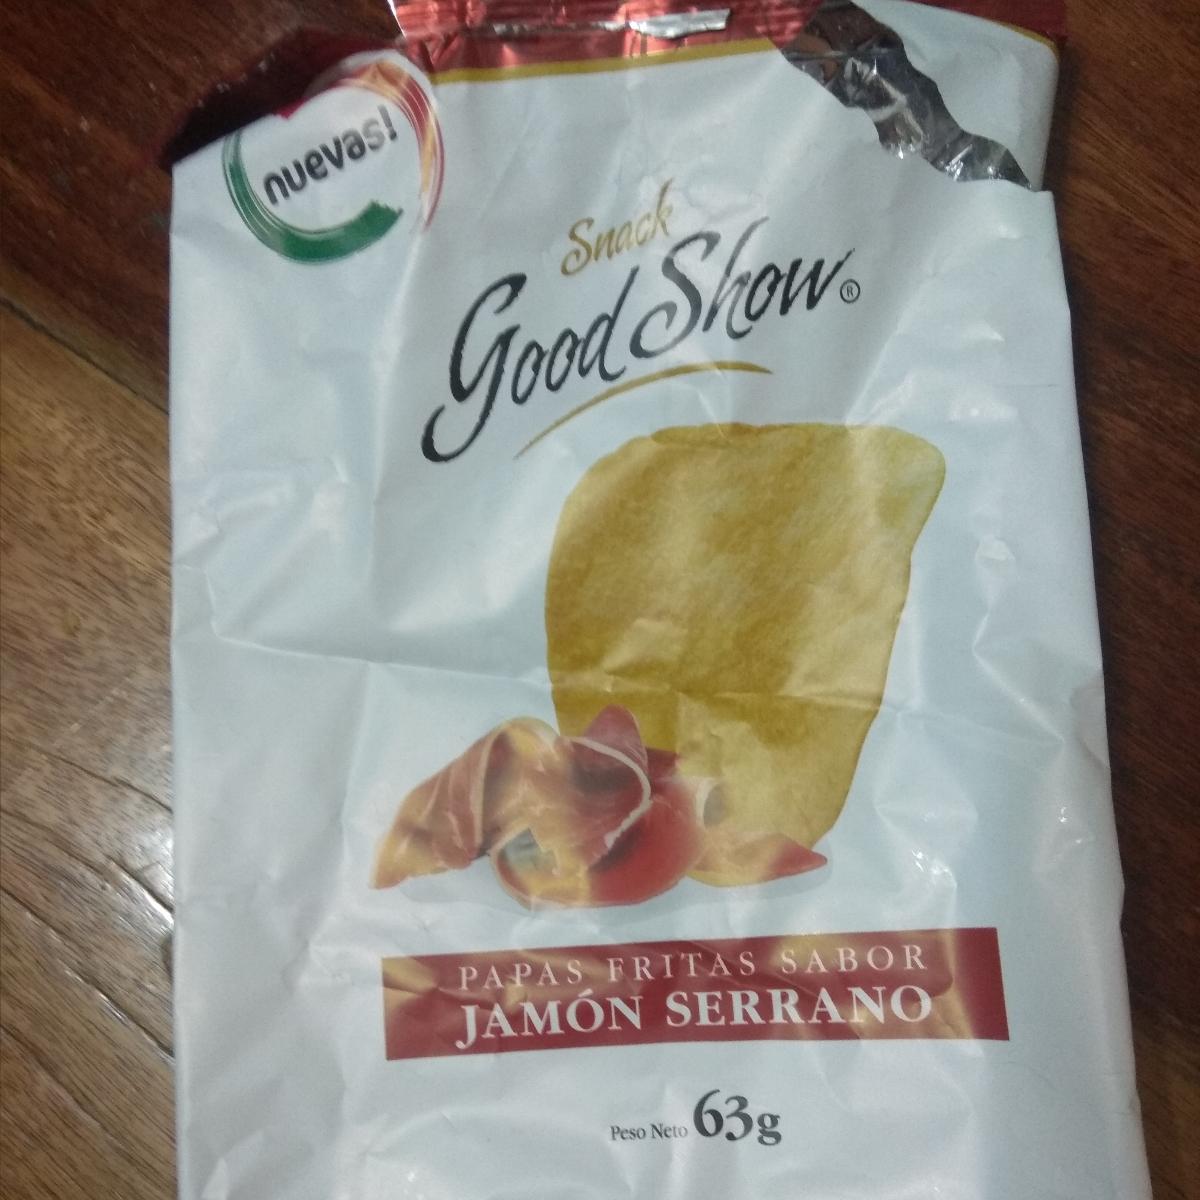 nuevas!
Snack
Good Show®
PAPAS FRITAS SABOR
JAMÓN SERRANO
Peso Neto 63g